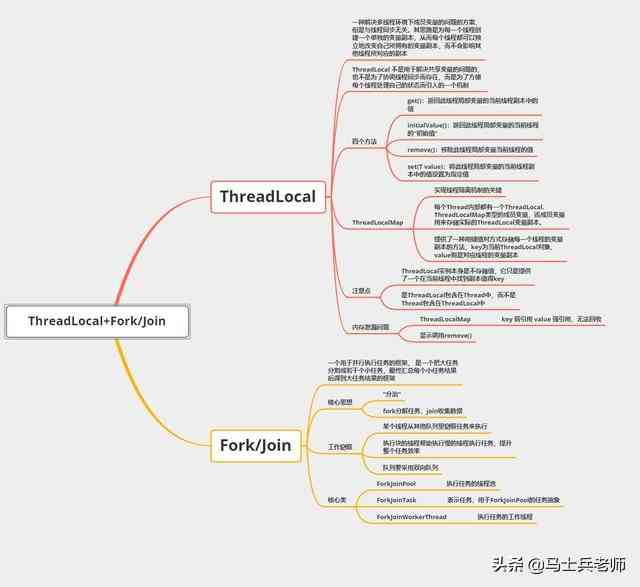 ThreadLocal+Fork/Join
ThreadLocal
一种解决多线程环境下成员变量的问题的方案，
但是与线程同步无关。其思路是为每一个线程创
建一个单独的变量副本，从而每个线程都可以独
立地改变自己所拥有的变量副本，而不会影响其
他线程所对应的副本
ThreadLocal 不是用于解决共享变量的问题的，
也不是为了协调线程同步而存在，而是为了方便
每个线程处理自己的状态而引入的一个机制
四个方法
get()：返回此线程局部变量的当前线程副本中的
值
initialValue()：返回此线程局部变量的当前线程
的“初始值”
remove()：移除此线程局部变量当前线程的值
set(T value)：将此线程局部变量的当前线程副
本中的值设置为指定值
ThreadLocalMap
实现线程隔离机制的关键
每个Thread内部都有一个ThreadLocal.
ThreadLocalMap类型的成员变量，该成员变量
用来存储实际的ThreadLocal变量副本。
提供了一种用键值对方式存储每一个线程的变量
副本的方法，key为当前ThreadLocal对象，
value则是对应线程的变量副本
注意点
ThreadLocal实例本身是不存储值，它只是提供
了一个在当前线程中找到副本值得key
是ThreadLocal包含在Thread中，而不是
Thread包含在ThreadLocal中
内存泄漏问题
ThreadLocalMap
key 弱引用 value 强引用，无法回收
显示调用remove()
Fork/Join
一个用于并行执行任务的框架， 是一个把大任务
分割成若干个小任务，最终汇总每个小任务结果
后得到大任务结果的框架
核心思想
“分治”
fork分解任务，join收集数据
工作窃取
某个线程从其他队列里窃取任务来执行
执行块的线程帮助执行慢的线程执行任务，提升
整个任务效率
队列要采用双向队列
核心类
ForkJoinPool
执行任务的线程池
ForkJoinTask
表示任务，用于ForkJoinPool的任务抽象
ForkJoinWorkerThread
执行任务的工作线程
头条 @马士兵老师